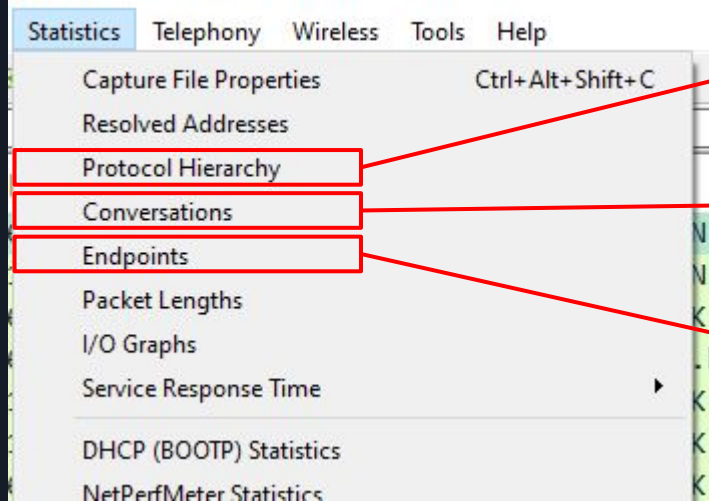 Statistics Telephony Wireless Tools Help
Capture File Properties Ctrl+Alt+Shift+C
Resolved Addresses
Protocol Hierarchy
Conversations
Endpoints
Packet Lengths
I/O Graphs
Service Response Time
DHCP (BOOTP) Statistics
NetPerfMeter Statistics